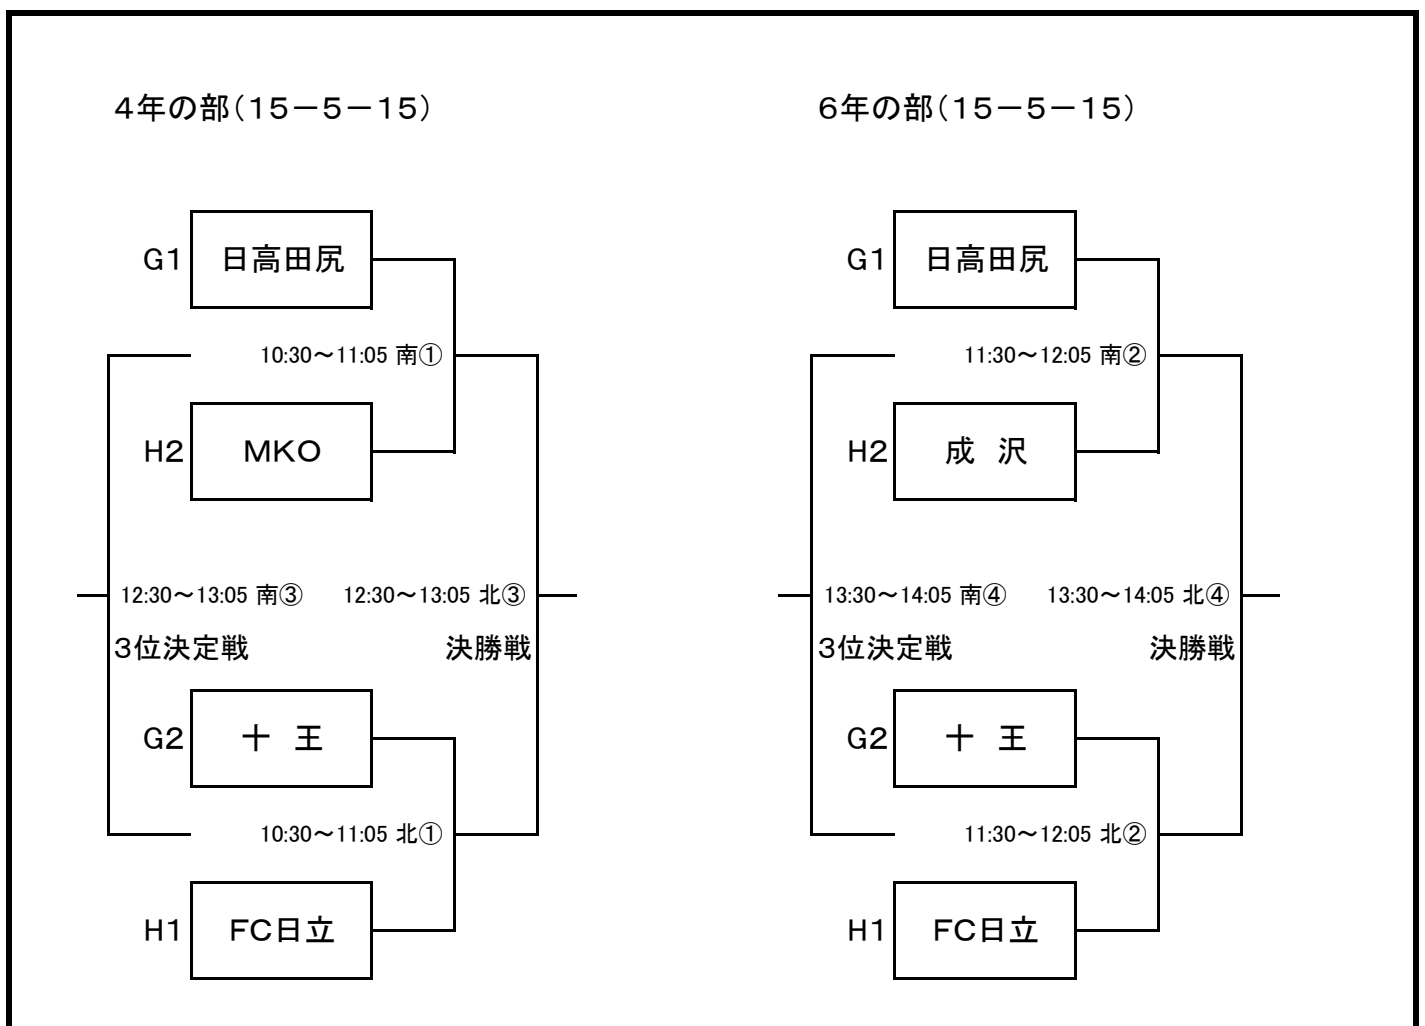 4年の部(15－5－15)
G1 日高田尻
10:30～11:05 南①
H2 MKO
12:30～13:05 南③ 12:30～13:05 北③
3位決定戦 決勝戦
G2 十 王
10:30～11:05 北①
H1 FC日立
6年の部(15－5－15)
G1 日高田尻
11:30～12:05 南②
H2 成 沢
13:30～14:05 南④ 13:30～14:05 北④
3位決定戦 決勝戦
G2 十 王
11:30～12:05 北②
H1 FC日立